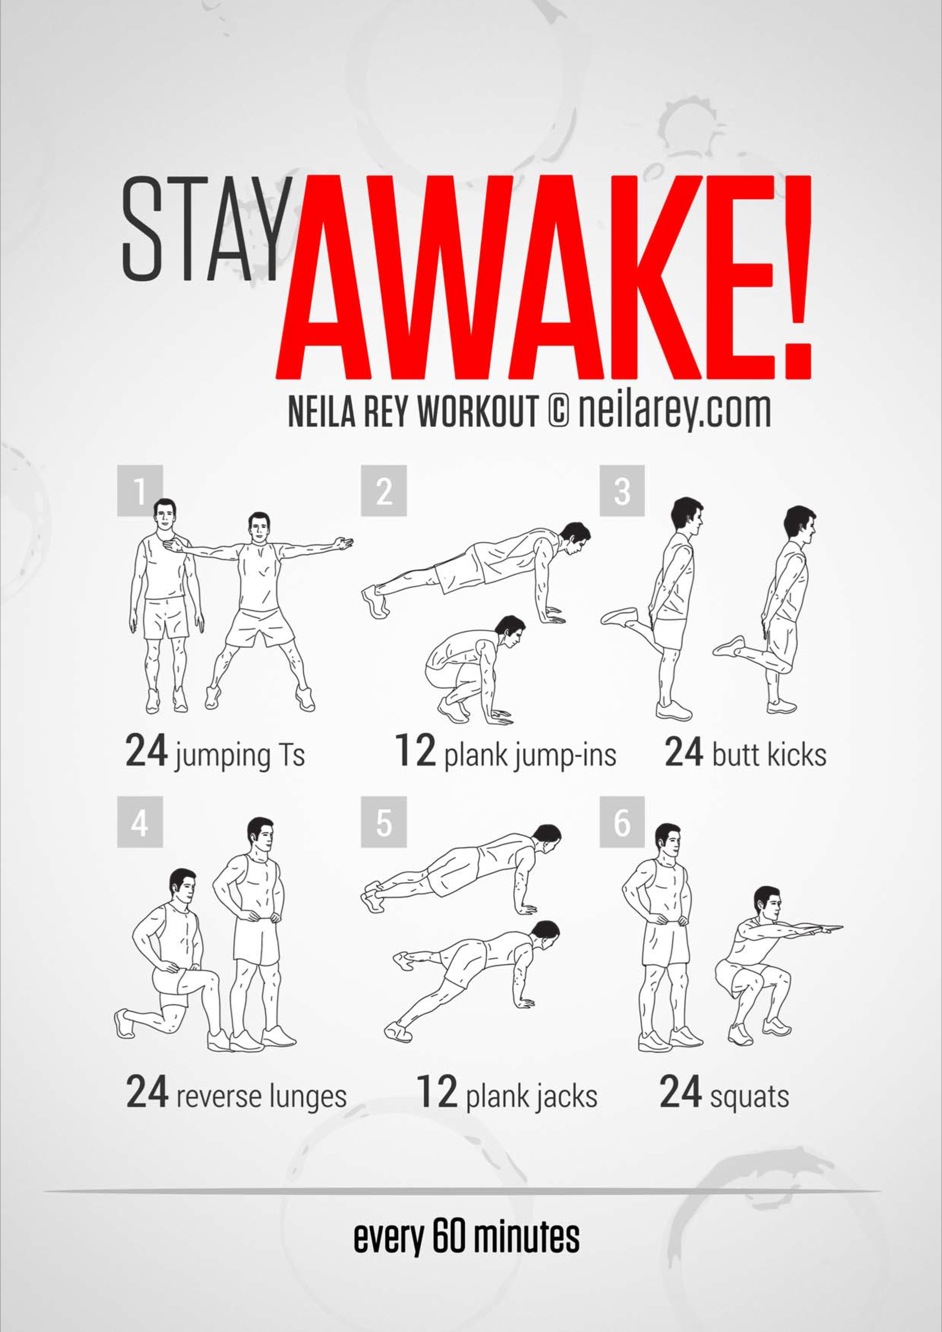 STAY AWAKE!
NEILA REY WORKOUT © neilarey.com
1
2
3
24 jumping Ts
12 plank jump-ins
24 butt kicks
4
5
6
24 reverse lunges
12 plank jacks
24 squats
every 60 minutes